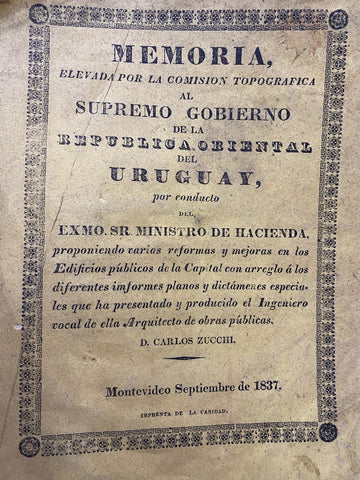 MEMORIA,
ELEVADA POR LA COMISION TOPOGRAFICA
AL
SUPREMO GOBIERNO
DE LA
REPUBLICA ORIENTAL
DEL
URUGUAY,
por conducto
DEL
EXMO. SR. MINISTRO DE HACIENDA.
proponiendo varias reformas y mejoras en los
Edificios públicos de la Capital con arreglo á los
diferentes imformes planos y dictámenes especia-
les que ha presentado y producido el Ingeniero
vocal de ella Arquitecto de obras públicas.
D. CARLOS ZUCCHI.
Montevideo Septiembre de 1837.
IMPRENTA DE LA CARIDAD.